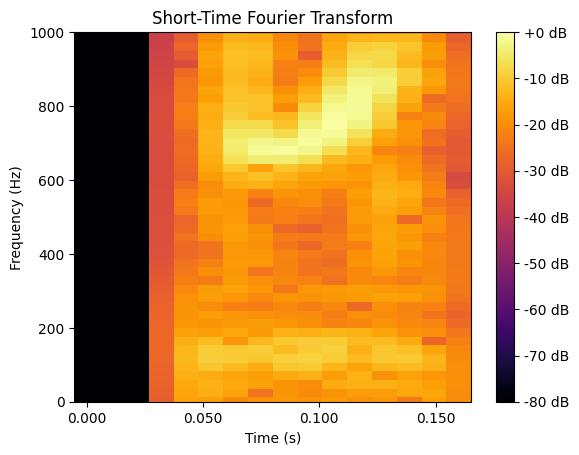 Short-Time Fourier Transform
Frequency (Hz)
1000
800
600
400
200
0
0.000
0.050
0.100
0.150
Time (s)
+0 dB
-10 dB
-20 dB
-30 dB
-40 dB
-50 dB
-60 dB
-70 dB
-80 dB